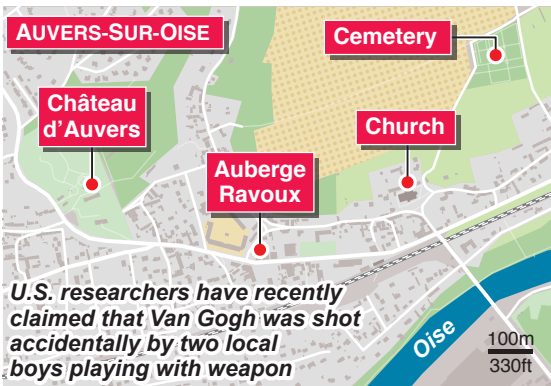 AUVERS-SUR-OISE
Cemetery
Château
d'Auvers
Church
Auberge
Ravoux
U.S. researchers have recently
claimed that Van Gogh was shot
accidentally by two local
boys playing with weapon
Oise
100m
330ft